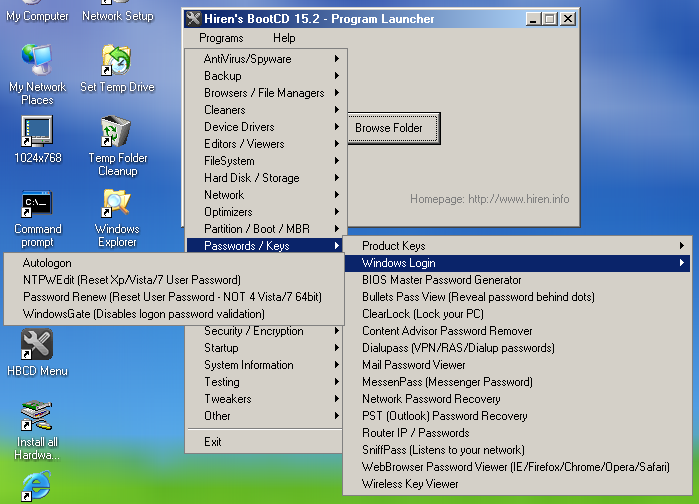 My Computer
Network Setup
My Network
Places
Set Temp Drive
1024x768
Temp Folder
Cleanup
C:\-
Command
prompt
Windows
Explorer
HBCD Menu
Install all
Hardwa...
Hiren's BootCD 15.2 - Program Launcher
Programs
Help
Browse Folder
Homepage: http://www.hiren.info
AntiVirus/Spyware
Backup
Browsers / File Managers
Cleaners
Device Drivers
Editors / Viewers
FileSystem
Hard Disk / Storage
Network
Optimizers
Partition / Boot / MBR
Passwords / Keys
Security / Encryption
Startup
System Information
Testing
Tweakers
Other
Exit
Product Keys
Windows Login
BIOS Master Password Generator
Bullets Pass View (Reveal password behind dots)
ClearLock (Lock your PC)
Content Advisor Password Remover
Dialupass (VPN/RAS/Dialup passwords)
Mail Password Viewer
MessenPass (Messenger Password)
Network Password Recovery
PST (Outlook) Password Recovery
Router IP / Passwords
SniffPass (Listens to your network)
WebBrowser Password Viewer (IE/Firefox/Chrome/Opera/Safari)
Wireless Key Viewer
Autologon
NTPWEdit (Reset Xp/Vista/7 User Password)
Password Renew (Reset User Password - NOT 4 Vista/7 64bit)
WindowsGate (Disables logon password validation)